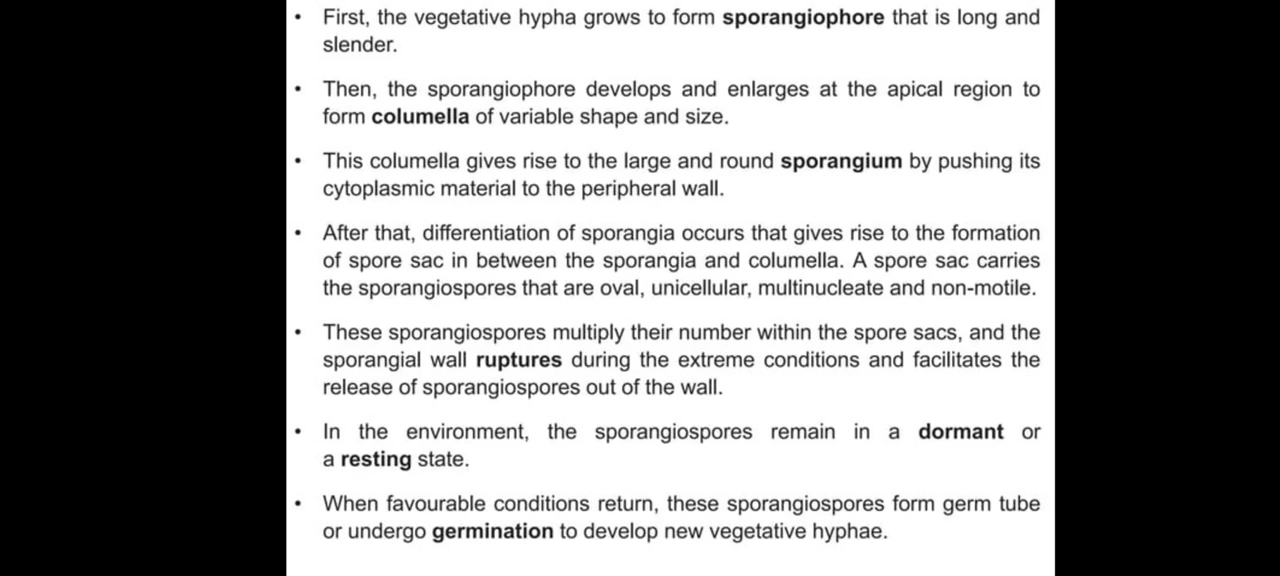 • First, the vegetative hypha grows to form sporangiophore that is long and
slender.
• Then, the sporangiophore develops and enlarges at the apical region to
form columella of variable shape and size.
• This columella gives rise to the large and round sporangium by pushing its
cytoplasmic material to the peripheral wall.
• After that, differentiation of sporangia occurs that gives rise to the formation
of spore sac in between the sporangia and columella. A spore sac carries
the sporangiospores that are oval, unicellular, multinucleate and non-motile.
• These sporangiospores multiply their number within the spore sacs, and the
sporangial wall ruptures during the extreme conditions and facilitates the
release of sporangiospores out of the wall.
• In the environment, the sporangiospores remain in a dormant or
a resting state.
• When favourable conditions return, these sporangiospores form germ tube
or undergo germination to develop new vegetative hyphae.